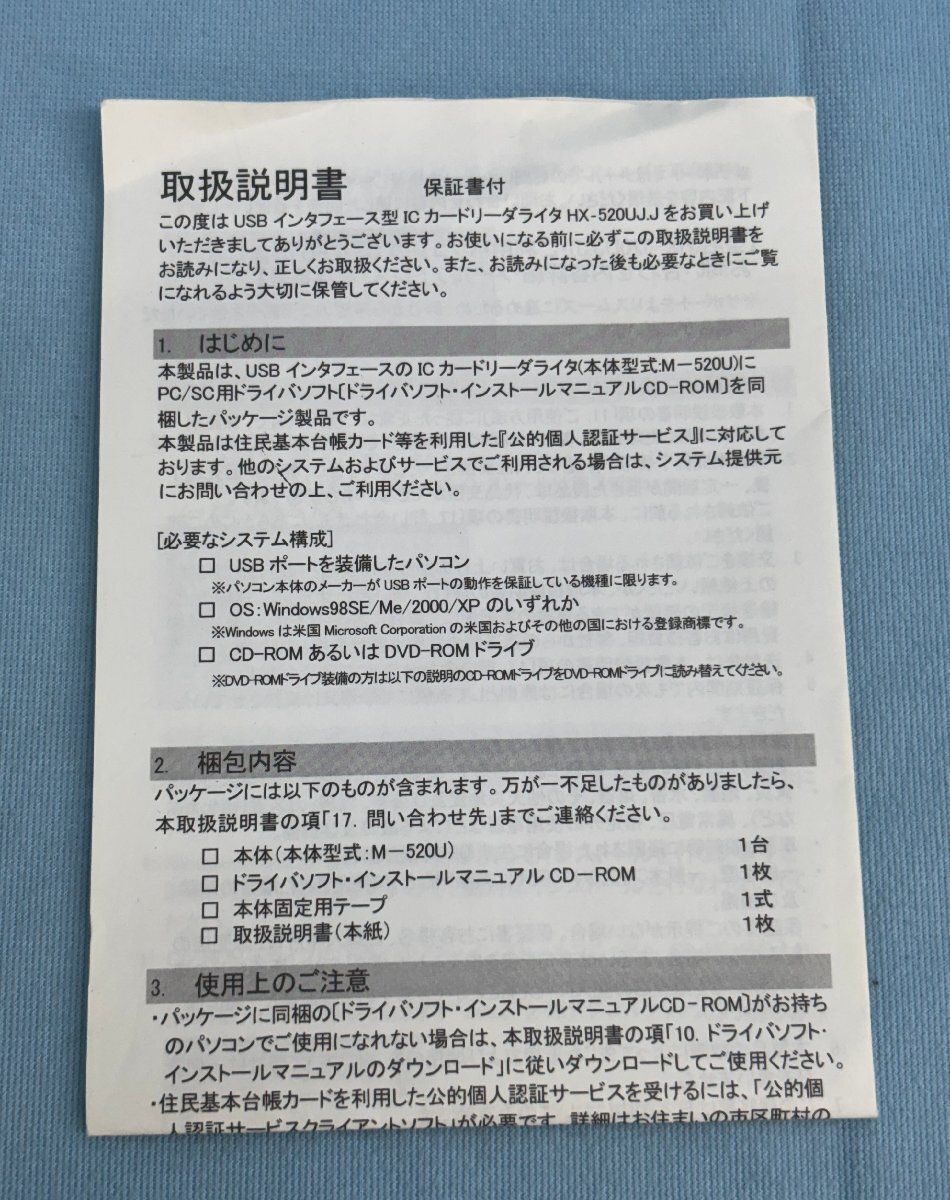 取扱説明書 保証書付
この度は USB インタフェース型 IC カードリーダライタ HX-520UJ.J をお買い上げ
いただきましてありがとうございます。お使いになる前に必ずこの取扱説明書を
お読みになり、正しくお取扱ください。また、お読みになった後も必要なときにご覧
になれるよう大切に保管してください。
1. はじめに
本製品は、USB インタフェースの IC カードリーダライタ(本体型式:M-520U)に
PC/SC用ドライバソフト[ドライバソフト・インストールマニュアルCD-ROM]を同
梱したパッケージ製品です。
本製品は住民基本台帳カード等を利用した『公的個人認証サービス』に対応して
おります。他のシステムおよびサービスでご利用される場合は、システム提供元
にお問い合わせの上、ご利用ください。
[必要なシステム構成]
□ USB ポートを装備したパソコン
※パソコン本体のメーカーが USB ポートの動作を保証している機種に限ります。
□ OS:Windows98SE/Me/2000/XP のいずれか
※Windows は米国 Microsoft Corporation の米国およびその他の国における登録商標です。
□ CD-ROM あるいは DVD-ROM ドライブ
※DVD-ROMドライブ装備の方は以下の説明のCD-ROMドライブをDVD-ROMドライブに読み替えてください。
2. 梱包内容
パッケージには以下のものが含まれます。万が一不足したものがありましたら、
本取扱説明書の項「17. 問い合わせ先」までご連絡ください。
□ 本体(本体型式:M-520U) 1台
□ ドライバソフト・インストールマニュアル CD-ROM 1枚
□ 本体固定用テープ 1式
□ 取扱説明書(本紙) 1枚
3. 使用上のご注意
・パッケージに同梱の[ドライバソフト・インストールマニュアルCD-ROM]がお持ち
のパソコンでご使用になれない場合は、本取扱説明書の項「10. ドライバソフト・
インストールマニュアルのダウンロード」に従いダウンロードしてご使用ください。
・住民基本台帳カードを利用した公的個人認証サービスを受けるには、「公的個
人認証サービスクライアントソフト」が必要です。詳細はお住まいの市区町村の